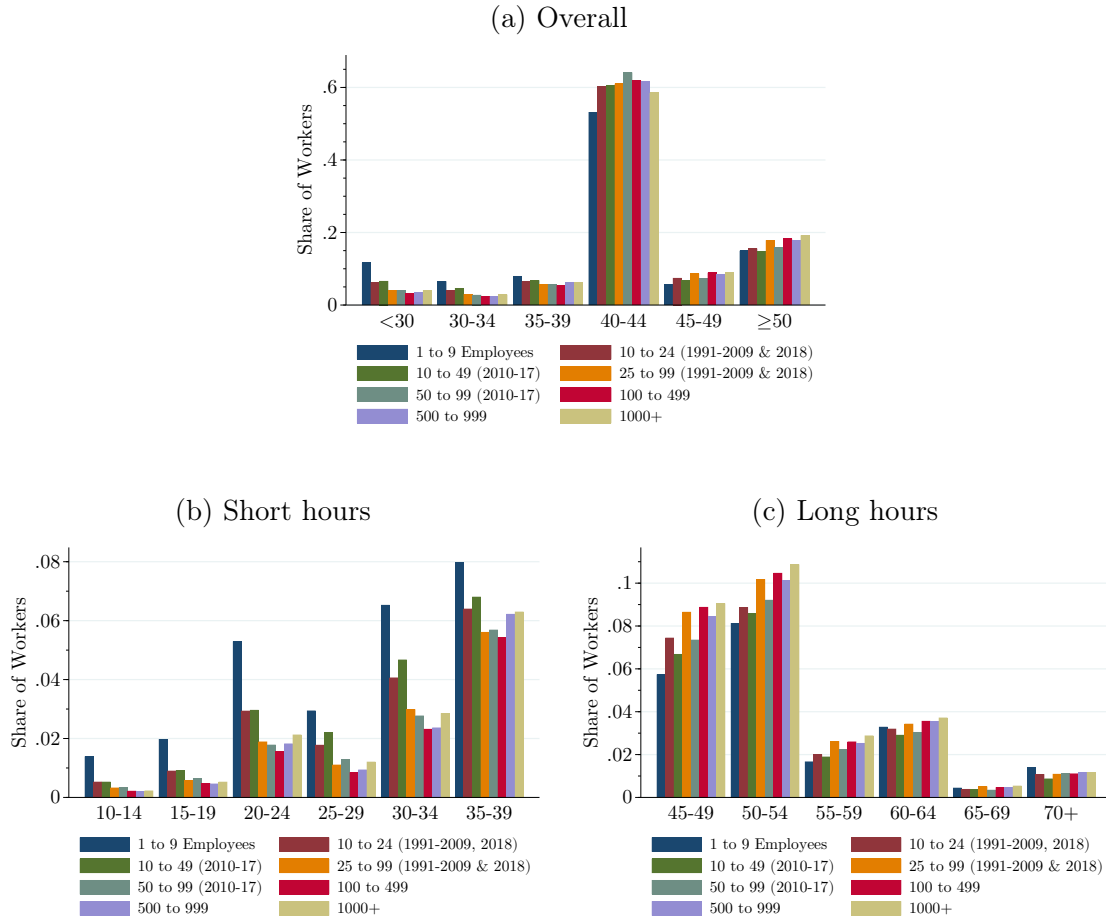 (a) Overall
Share of Workers
.6
.4
.2
0
<30 30-34 35-39 40-44 45-49 ≥50
1 to 9 Employees 10 to 24 (1991-2009 & 2018)
10 to 49 (2010-17) 25 to 99 (1991-2009 & 2018)
50 to 99 (2010-17) 100 to 499
500 to 999 1000+
(b) Short hours
Share of Workers
.08
.06
.04
.02
0
10-14 15-19 20-24 25-29 30-34 35-39
1 to 9 Employees 10 to 24 (1991-2009, 2018)
10 to 49 (2010-17) 25 to 99 (1991-2009 & 2018)
50 to 99 (2010-17) 100 to 499
500 to 999 1000+
(c) Long hours
Share of Workers
.1
.08
.06
.04
.02
0
45-49 50-54 55-59 60-64 65-69 70+
1 to 9 Employees 10 to 24 (1991-2009, 2018)
10 to 49 (2010-17) 25 to 99 (1991-2009 & 2018)
50 to 99 (2010-17) 100 to 499
500 to 999 1000+